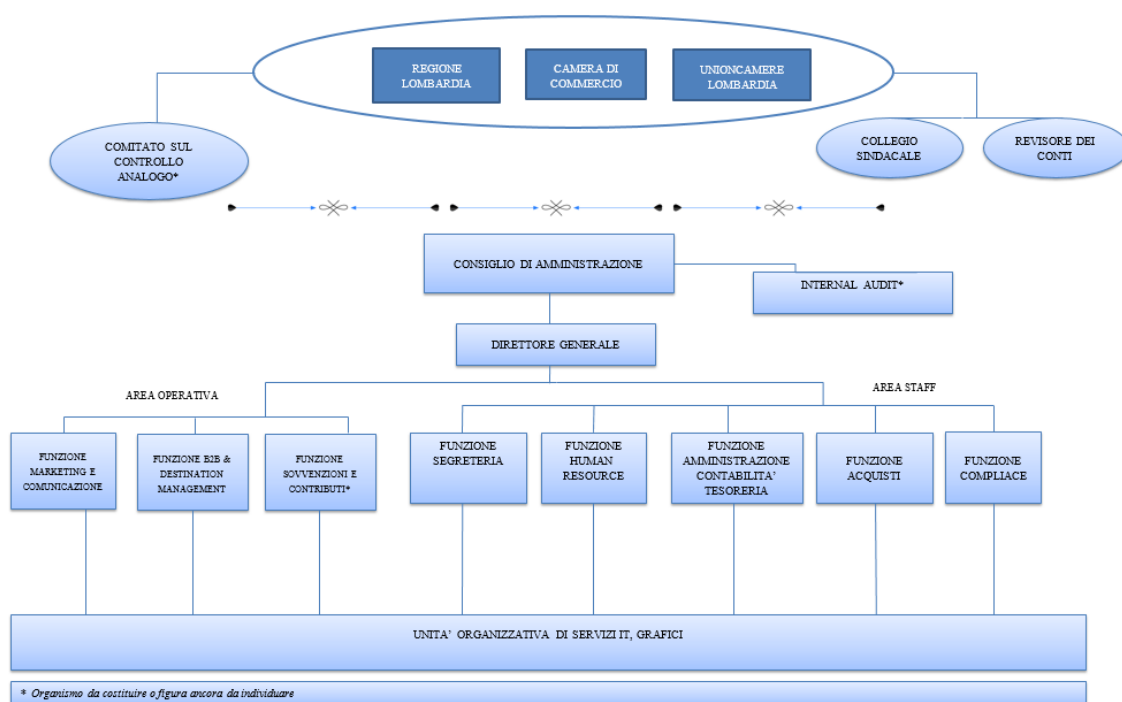 REGIONE
LOMBARDIA
CAMERA DI
COMMERCIO
UNIONCAMERE
LOMBARDIA
COMITATO SUL
CONTROLLO
ANALOGO*
COLLEGIO
SINDACALE
REVISORE DEI
CONTI
CONSIGLIO DI AMMINISTRAZIONE
INTERNAL AUDIT*
DIRETTORE GENERALE
AREA OPERATIVA
AREA STAFF
FUNZIONE
MARKETING E
COMUNICAZIONE
FUNZIONE B2B &
DESTINATION
MANAGEMENT
FUNZIONE
SOVVENZIONI E
CONTRIBUTI*
FUNZIONE
SEGRETERIA
FUNZIONE
HUMAN
RESOURCE
FUNZIONE
AMMINISTRAZIONE
CONTABILITA'
TESORERIA
FUNZIONE
ACQUISTI
FUNZIONE
COMPLIACE
UNITA' ORGANIZZATIVA DI SERVIZI IT, GRAFICI
* Organismo da costituire o figura ancora da individuare